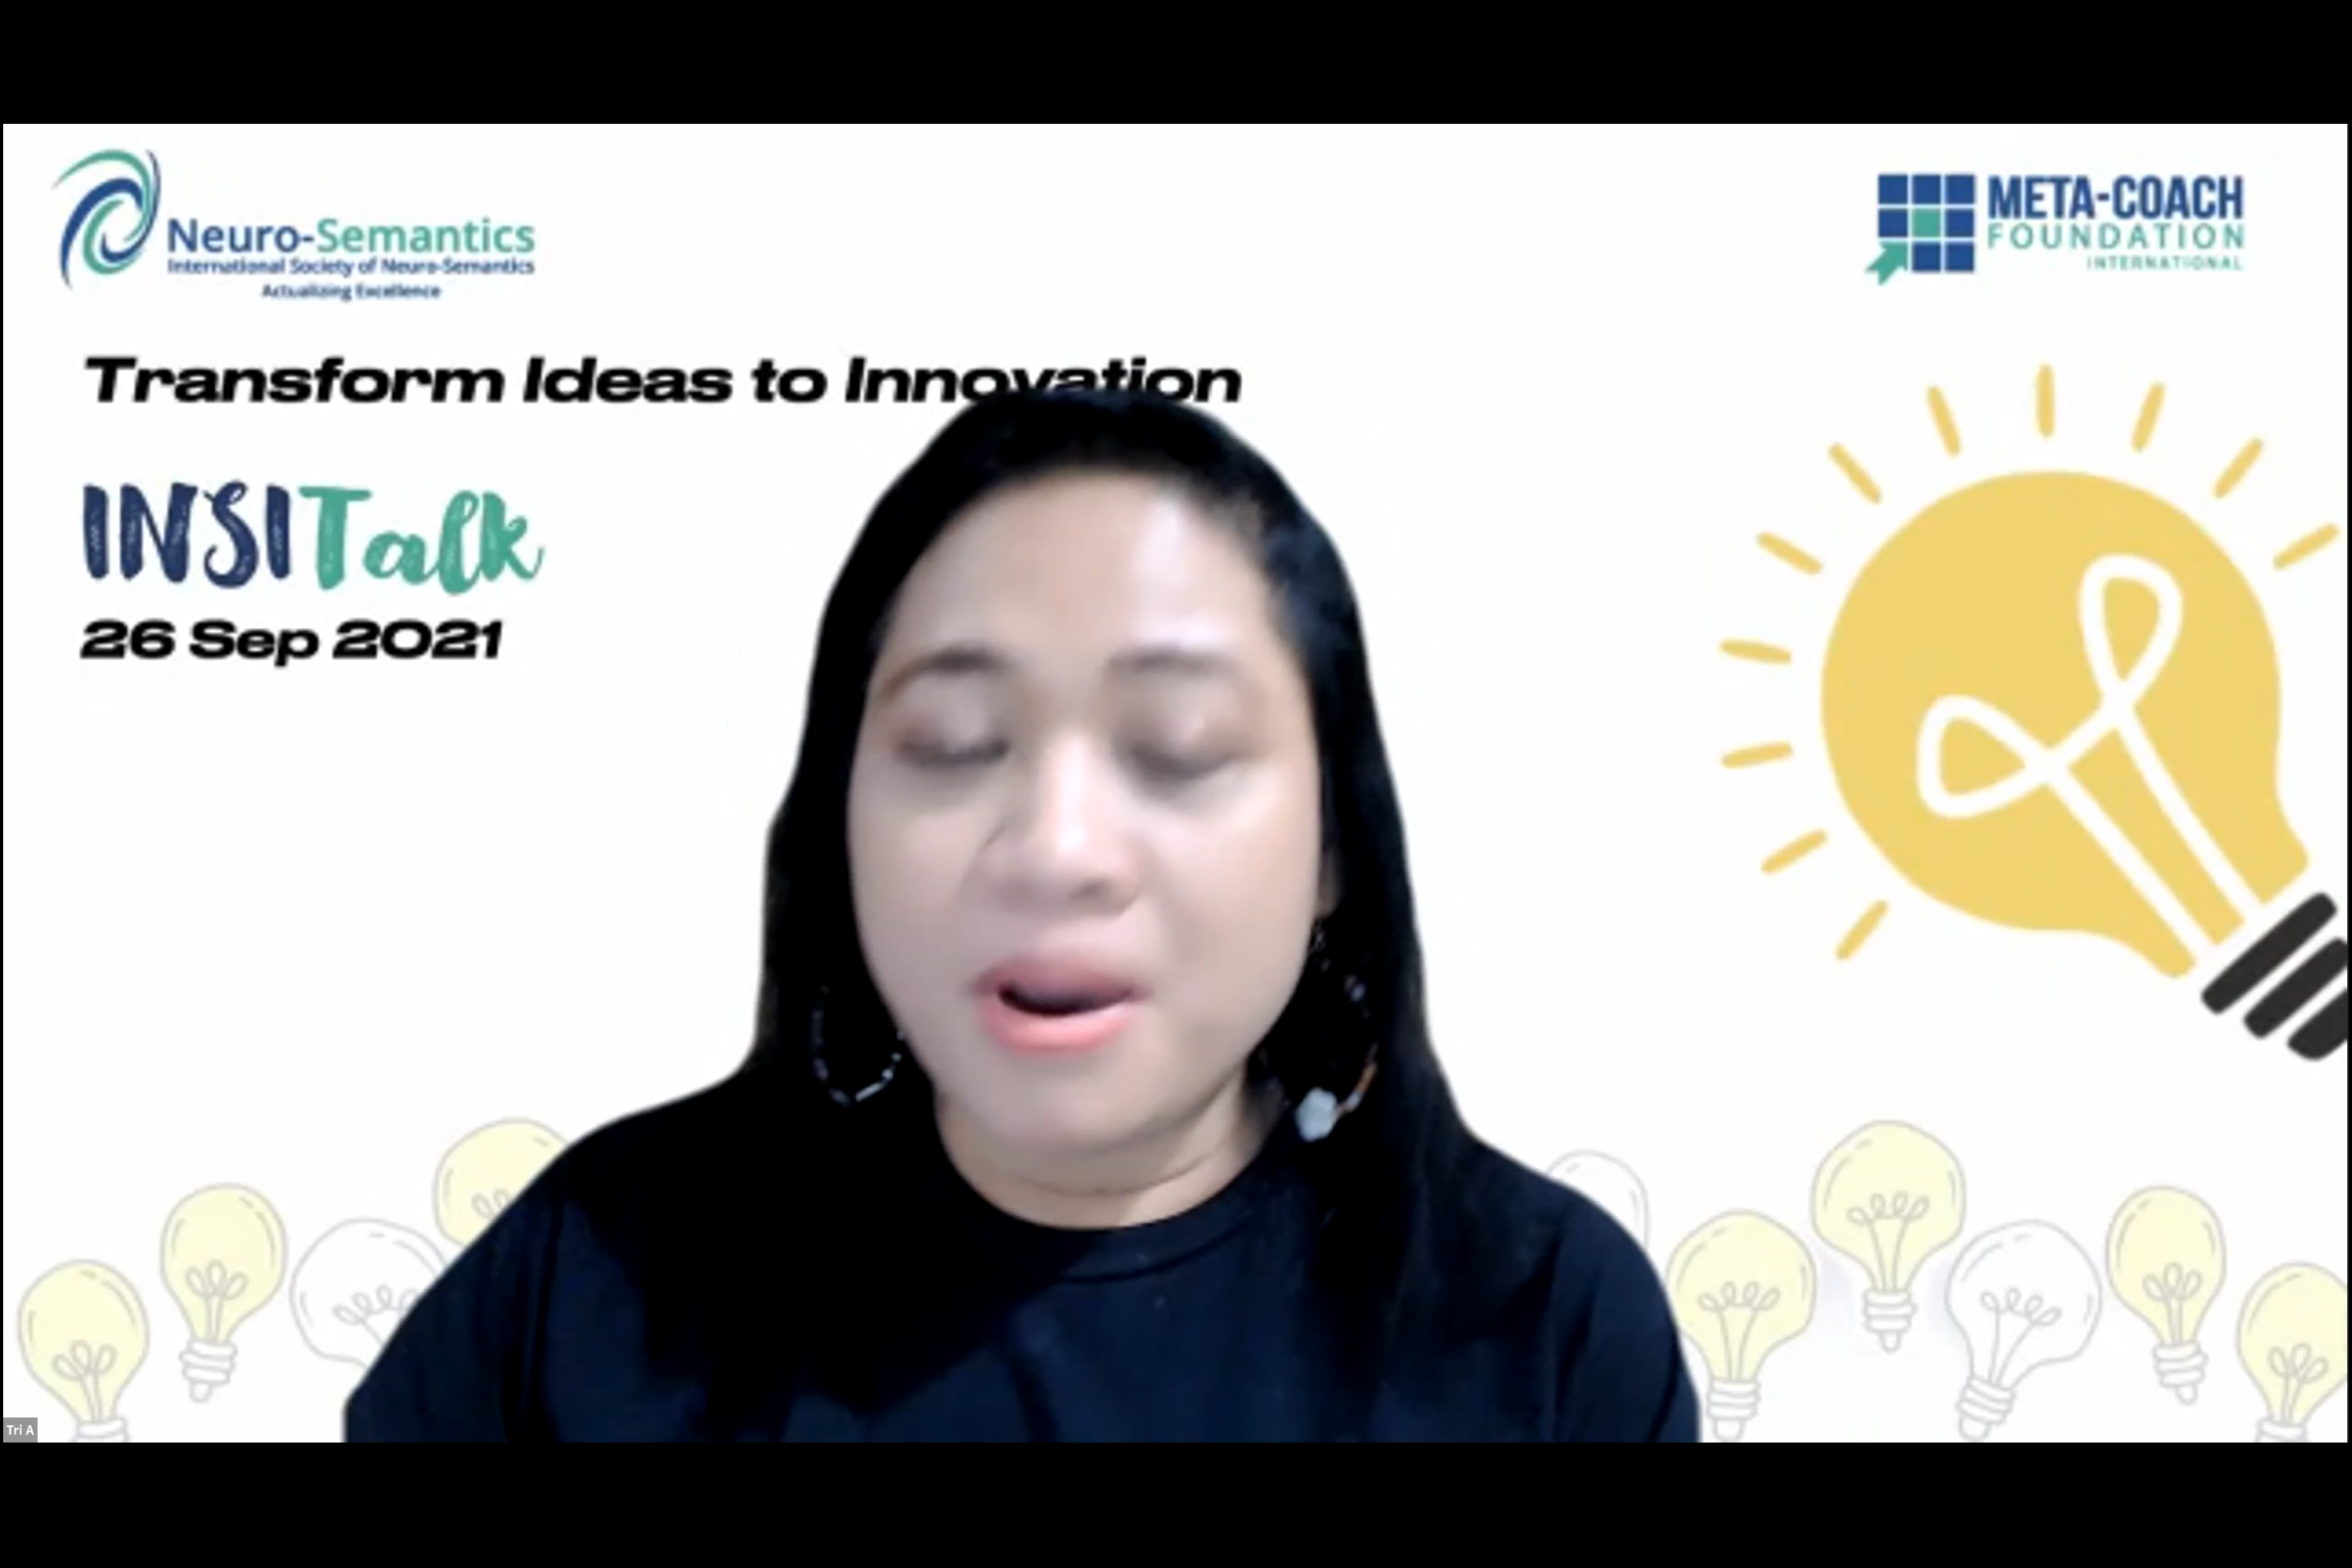 Neuro-Semantics
International Society of Neuro-Semantics
Actualizing Excellence
META-COACH
FOUNDATION
INTERNATIONAL
Transform Ideas to Innovation
INSITalk
26 Sep 2021
Tri A